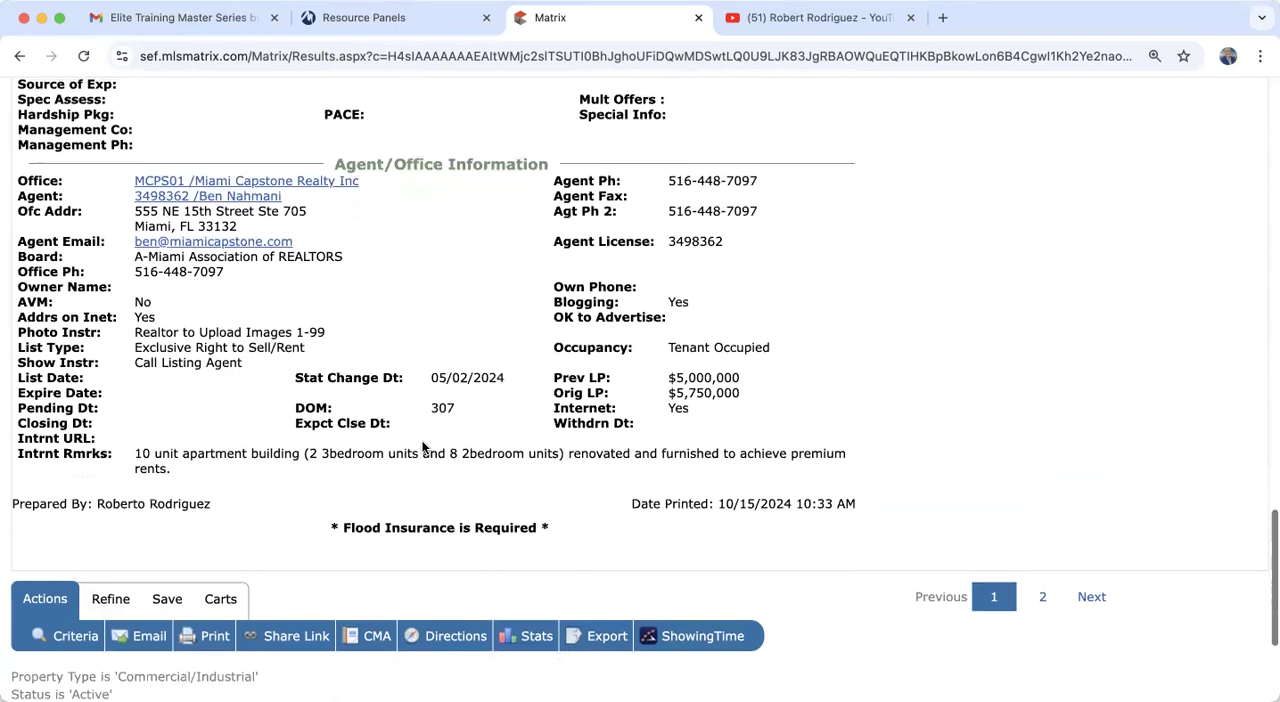 Elite Training Master Series by
Resource Panels
Matrix
(51) Robert Rodriguez - YouT
sef.mlsmatrix.com/Matrix/Results.aspx?c=H4sIAAAAAAAEAItWMjc2slTSUTI0BhJghoUFiDQwMDSwtLQ0U9LJK83JgRBAOWQuEQTIHKBpBkowLon6B4CgwI1Kh2Ye2nao...
Source of Exp:
Spec Assess: Mult Offers :
Hardship Pkg: PACE: Special Info:
Management Co:
Management Ph:
Agent/Office Information
Office: MCPS01 /Miami Capstone Realty Inc Agent Ph: 516-448-7097
Agent: 3498362 /Ben Nahmani Agent Fax:
Ofc Addr: 555 NE 15th Street Ste 705 Agt Ph 2: 516-448-7097
Miami, FL 33132
Agent Email: ben@miamicapstone.com Agent License: 3498362
Board: A-Miami Association of REALTORS
Office Ph: 516-448-7097
Owner Name: Own Phone:
AVM: No Blogging: Yes
Addrs on Inet: Yes OK to Advertise:
Photo Instr: Realtor to Upload Images 1-99
List Type: Exclusive Right to Sell/Rent Occupancy: Tenant Occupied
Show Instr: Call Listing Agent
List Date: Stat Change Dt: 05/02/2024 Prev LP: $5,000,000
Expire Date: Orig LP: $5,750,000
Pending Dt: DOM: 307 Internet: Yes
Closing Dt: Expct Clse Dt: Withdrn Dt:
Intrnt URL:
Intrnt Rmrks: 10 unit apartment building (2 3bedroom units and 8 2bedroom units) renovated and furnished to achieve premium
rents.
Prepared By: Roberto Rodriguez Date Printed: 10/15/2024 10:33 AM
* Flood Insurance is Required *
Actions Refine Save Carts Previous 1 2 Next
Criteria Email Print Share Link CMA Directions Stats Export ShowingTime
Property Type is 'Commercial/Industrial'
Status is 'Active'